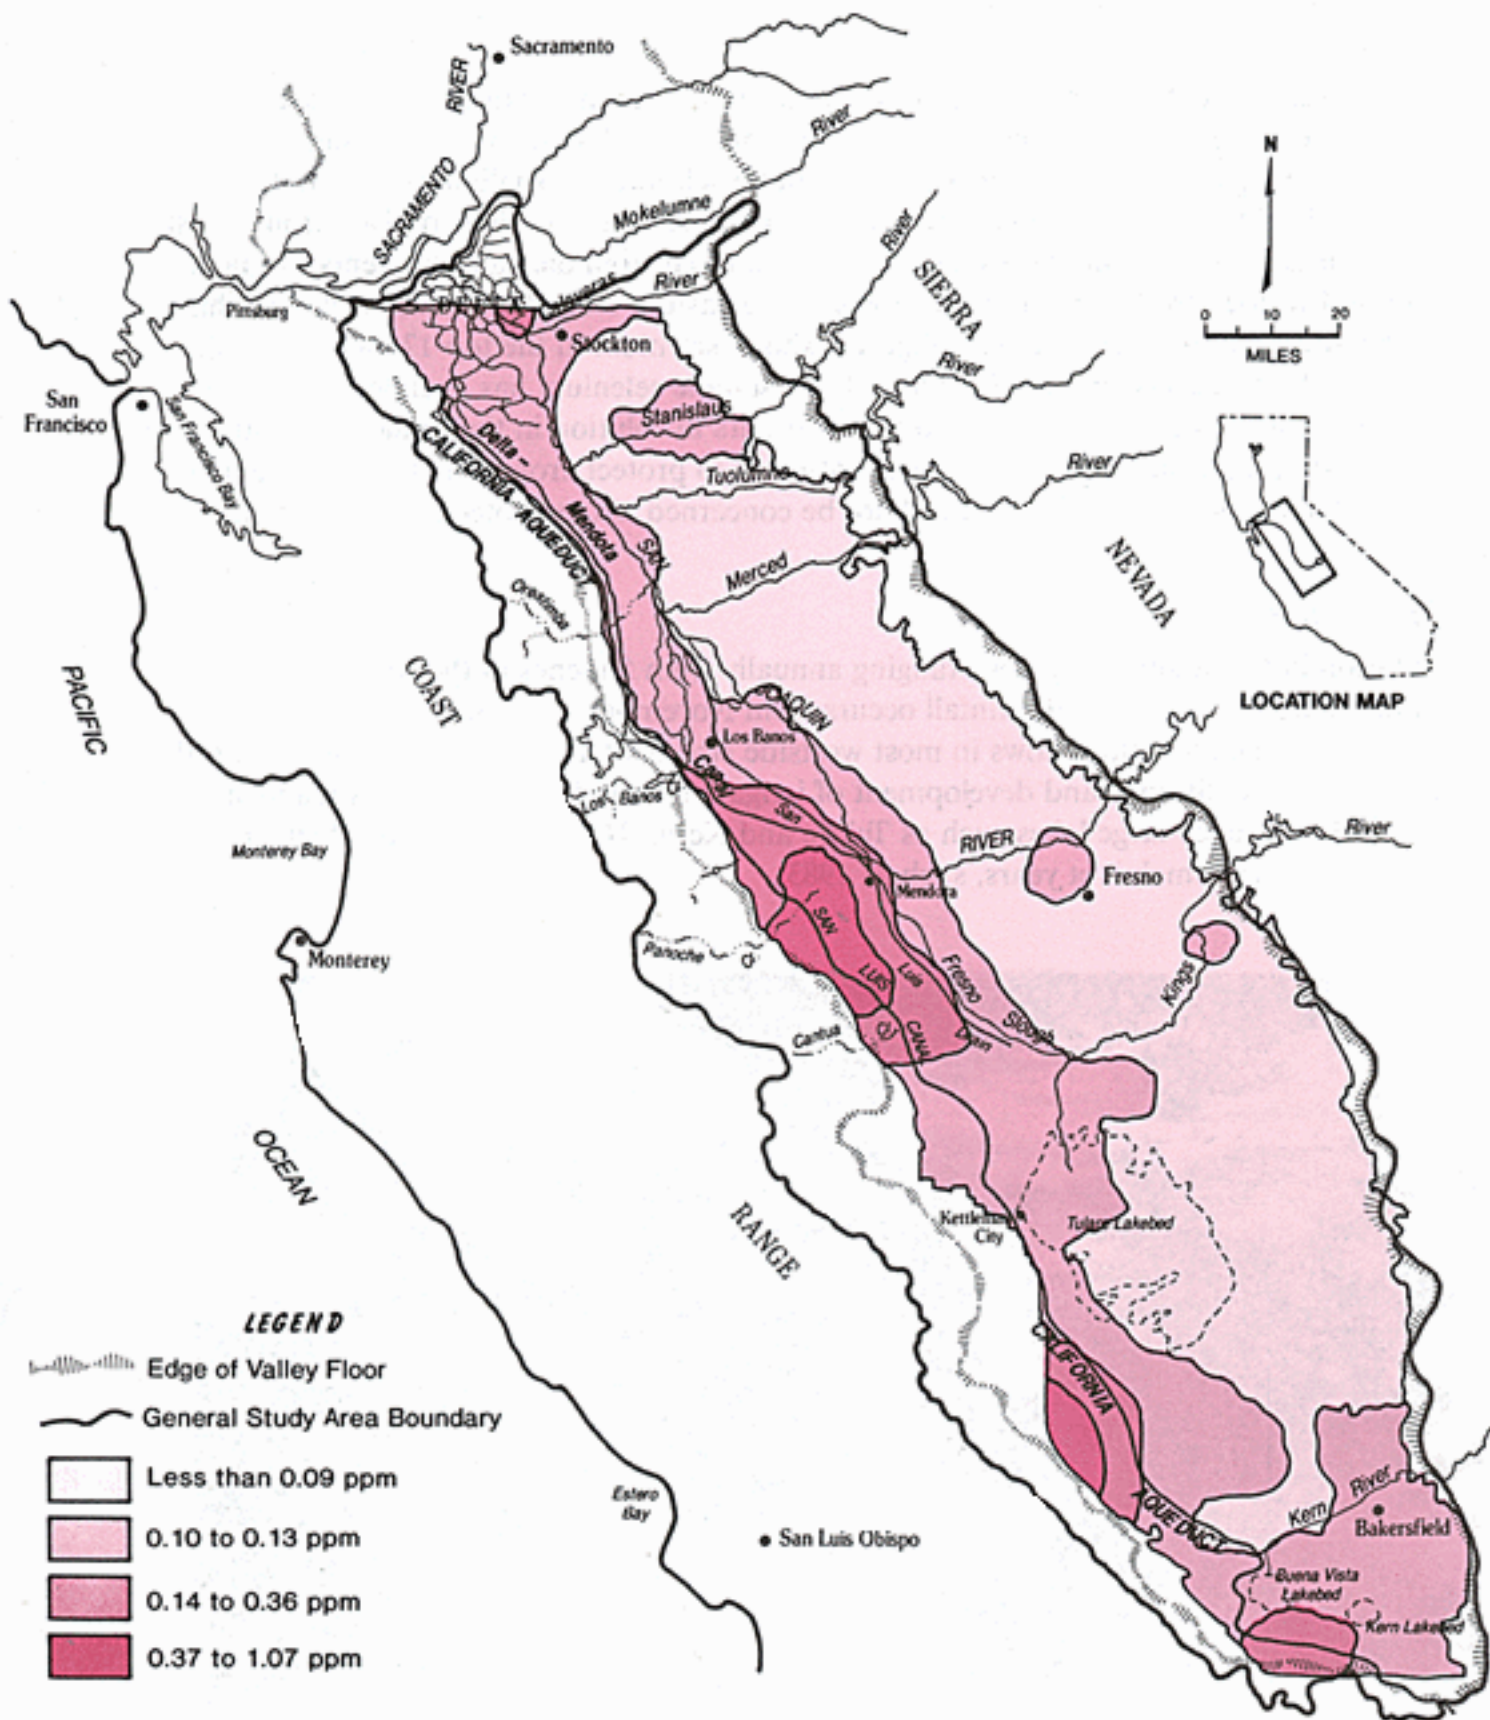 Sacramento
RIVER
SACRAMENTO
River
Mokelumne
River
SIERRA
N
0 10 20
MILES
Pittsburg
River
Stockton
River
San
Francisco
San Francisco Bay
Stanislaus
Delta –
CALIFORNIA
AQUEDUCT
Tuolumne
River
Mendota
SAN
Merced
NEVADA
Orestimba
COAST
PACIFIC
JOAQUIN
LOCATION MAP
Los Banos
Canal
Los Banos
San
RIVER
River
Monterey Bay
Mendota
Fresno
SAN
Monterey
Panoche
LUIS
Luis
Fresno
Kings
Slough
Cantua
CANAL
Drain
OCEAN
RANGE
Kettleman
City
Tulare Lakebed
LEGEND
Edge of Valley Floor
CALIFORNIA
General Study Area Boundary
Less than 0.09 ppm
Estero
Bay
AQUEDUCT
Kern River
Bakersfield
San Luis Obispo
0.10 to 0.13 ppm
Buena Vista
Lakebed
0.14 to 0.36 ppm
Kern Lakebed
0.37 to 1.07 ppm